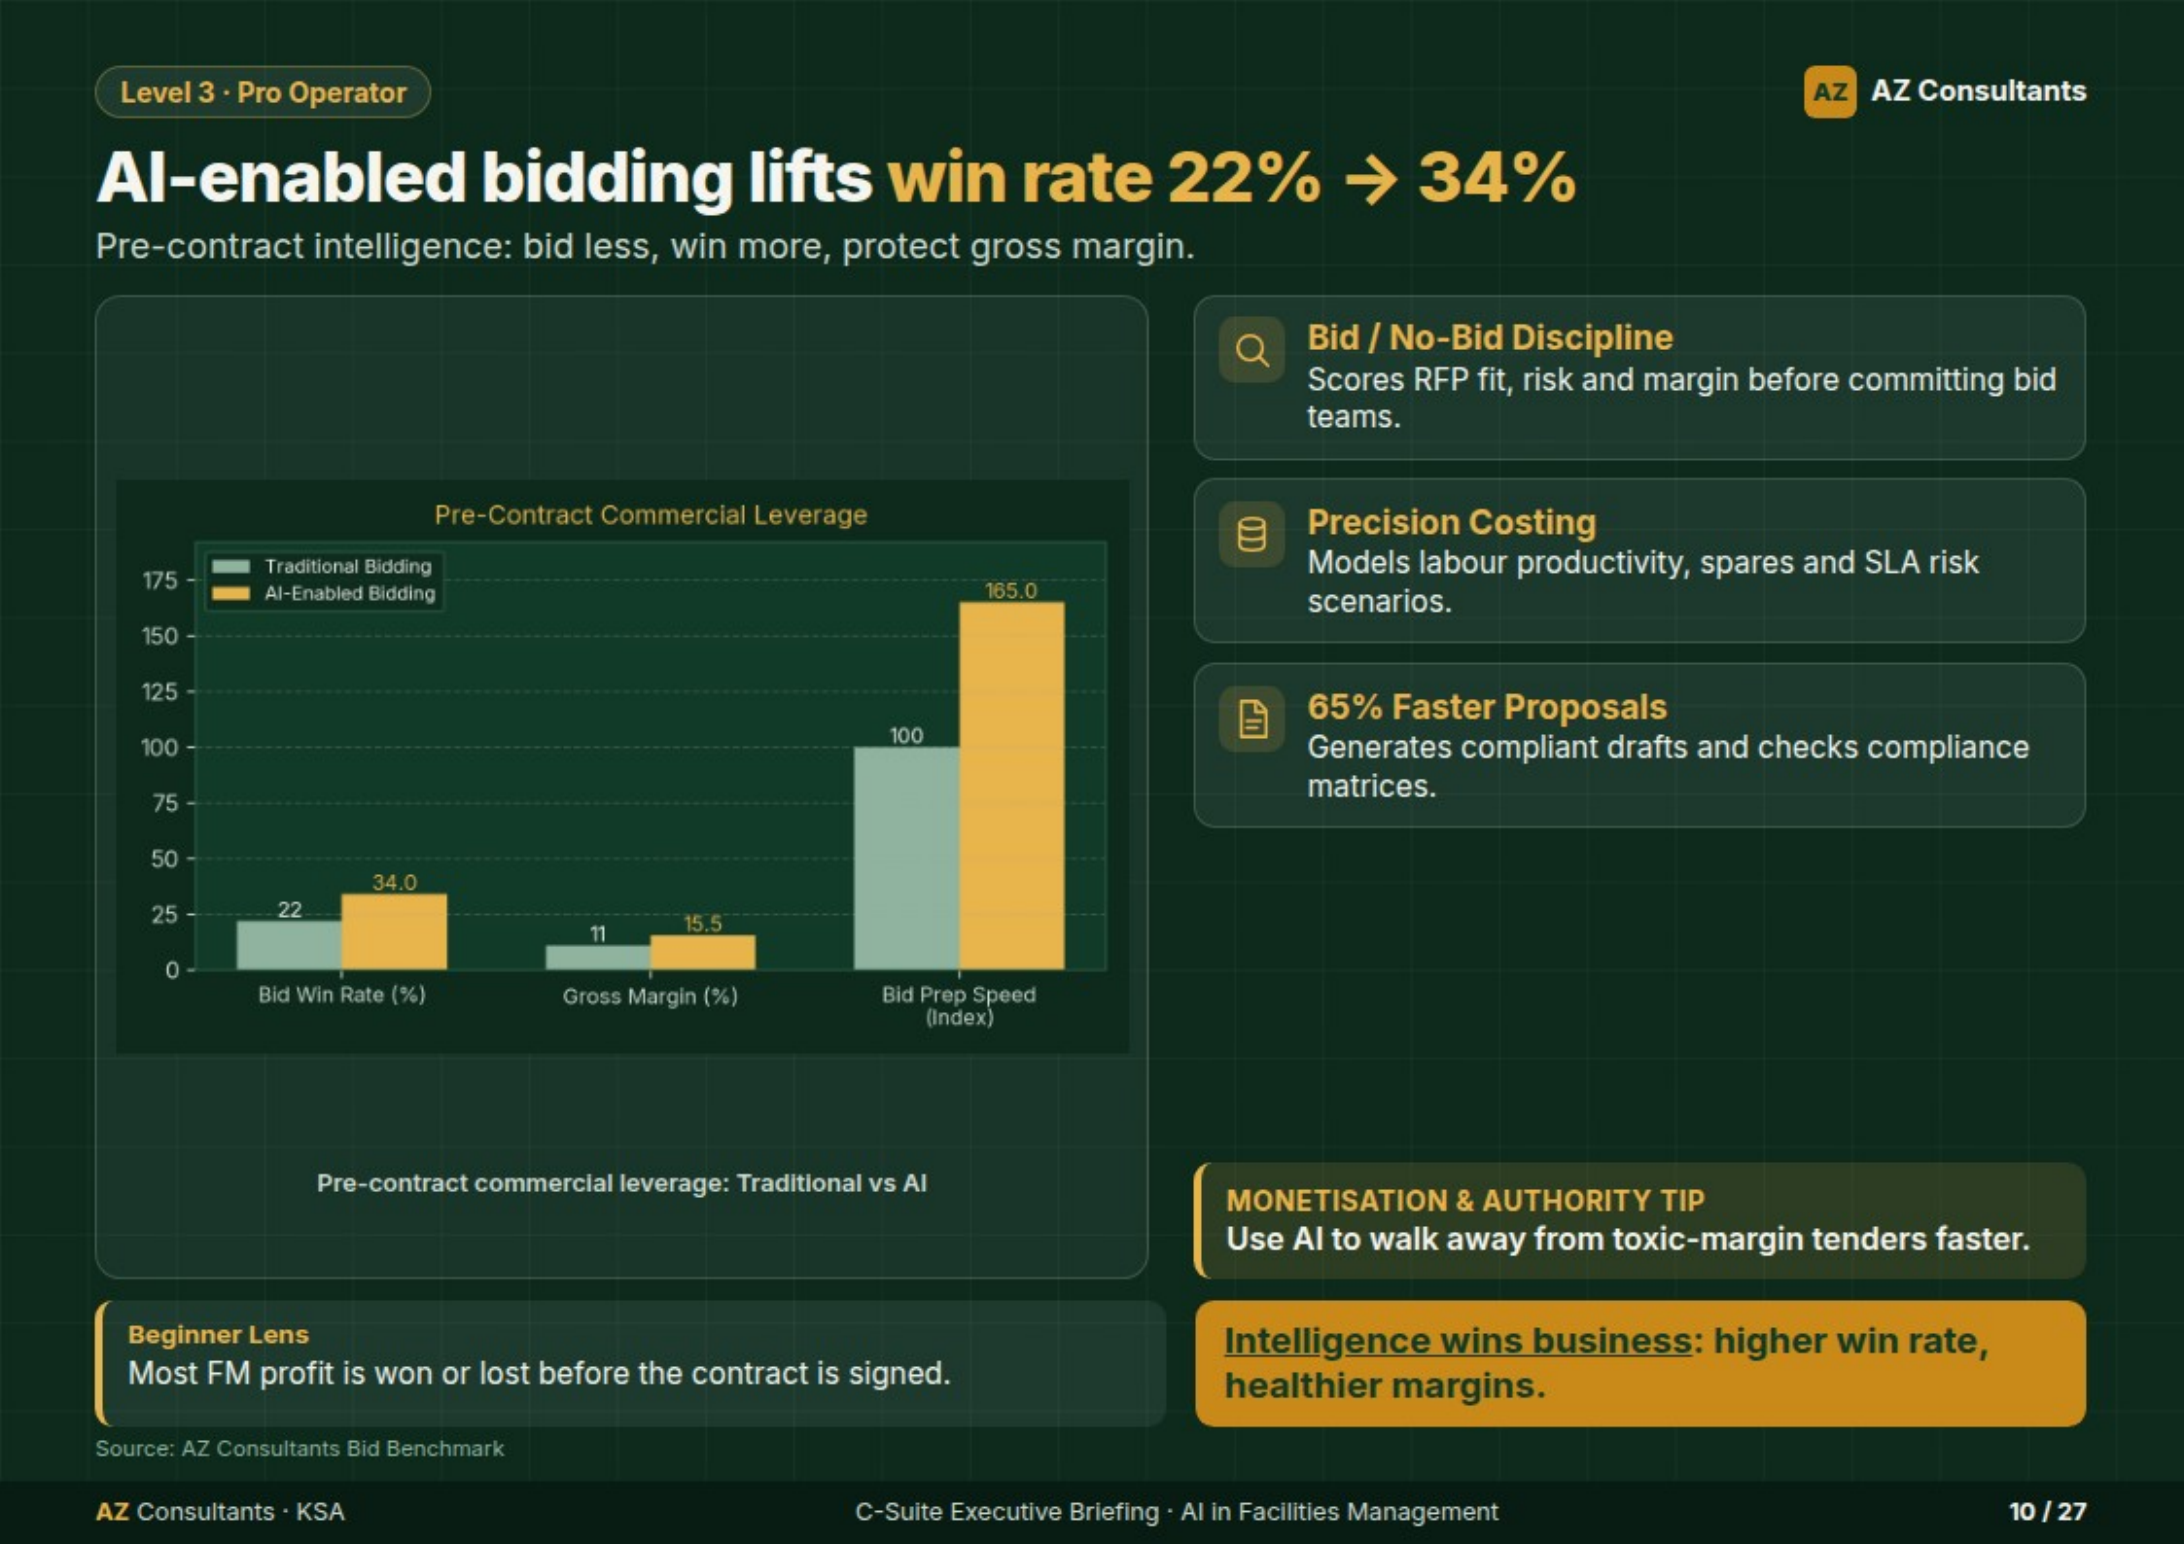 Level 3 · Pro Operator
AZ AZ Consultants
AI-enabled bidding lifts win rate 22% → 34%
Pre-contract intelligence: bid less, win more, protect gross margin.
Pre-Contract Commercial Leverage
Traditional Bidding
AI-Enabled Bidding
175
150
125
100
75
50
25
0
22
34.0
11
15.5
100
165.0
Bid Win Rate (%)
Gross Margin (%)
Bid Prep Speed
(Index)
Pre-contract commercial leverage: Traditional vs AI
Bid / No-Bid Discipline
Scores RFP fit, risk and margin before committing bid
teams.
Precision Costing
Models labour productivity, spares and SLA risk
scenarios.
65% Faster Proposals
Generates compliant drafts and checks compliance
matrices.
MONETISATION & AUTHORITY TIP
Use AI to walk away from toxic-margin tenders faster.
Beginner Lens
Most FM profit is won or lost before the contract is signed.
Intelligence wins business: higher win rate,
healthier margins.
Source: AZ Consultants Bid Benchmark
AZ Consultants · KSA
C-Suite Executive Briefing · AI in Facilities Management
10 / 27